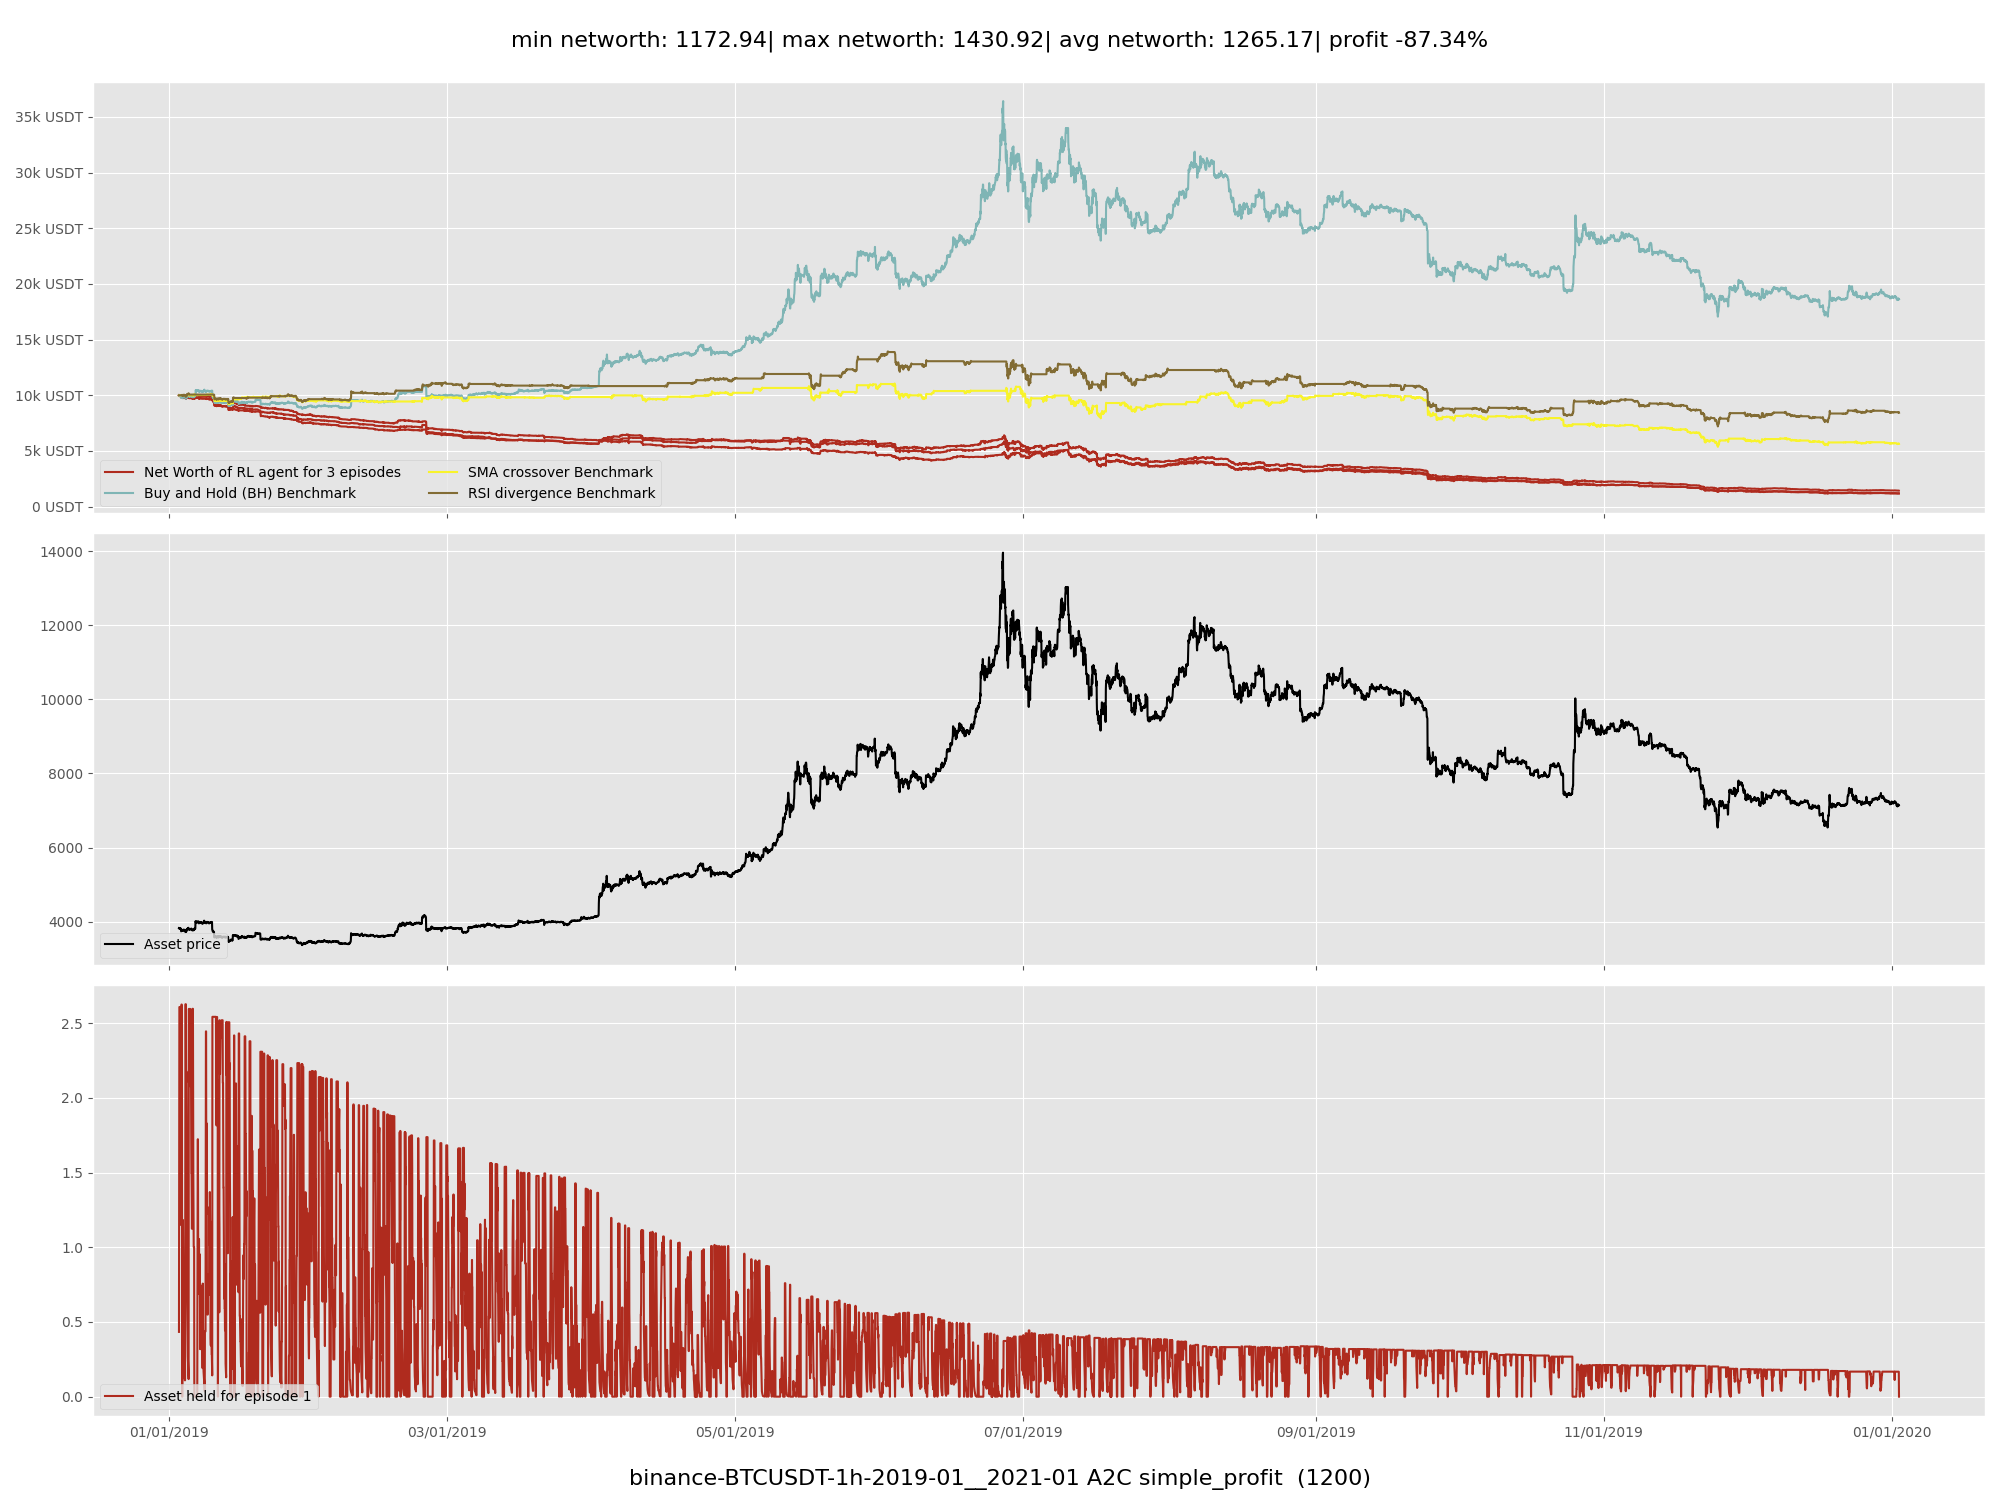 min networth: 1172.94| max networth: 1430.92| avg networth: 1265.17| profit -87.34%
35k USDT
30k USDT
25k USDT
20k USDT
15k USDT
10k USDT
5k USDT
0 USDT
Net Worth of RL agent for 3 episodes
Buy and Hold (BH) Benchmark
SMA crossover Benchmark
RSI divergence Benchmark
14000
12000
10000
8000
6000
4000
Asset price
2.5
2.0
1.5
1.0
0.5
0.0
Asset held for episode 1
01/01/2019 03/01/2019 05/01/2019 07/01/2019 09/01/2019 11/01/2019 01/01/2020
binance-BTCUSDT-1h-2019-01__2021-01 A2C simple_profit  (1200)